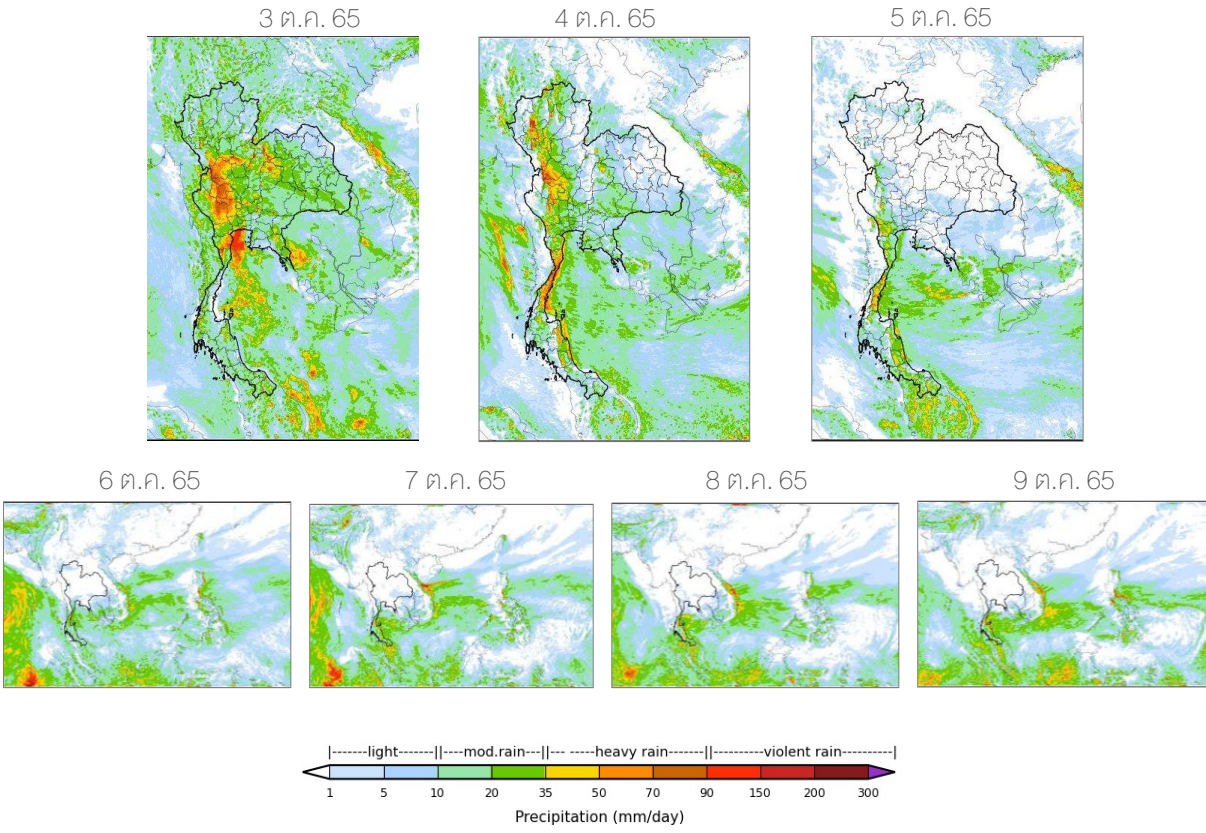 3 ต.ค. 65
4 ต.ค. 65
5 ต.ค. 65
6 ต.ค. 65
7 ต.ค. 65
8 ต.ค. 65
9 ต.ค. 65
|-------light------||----mod.rain---||--- -----heavy rain-------||----------violent rain----------|
1 5 10 20 35 50 70 90 150 200 300
Precipitation (mm/day)